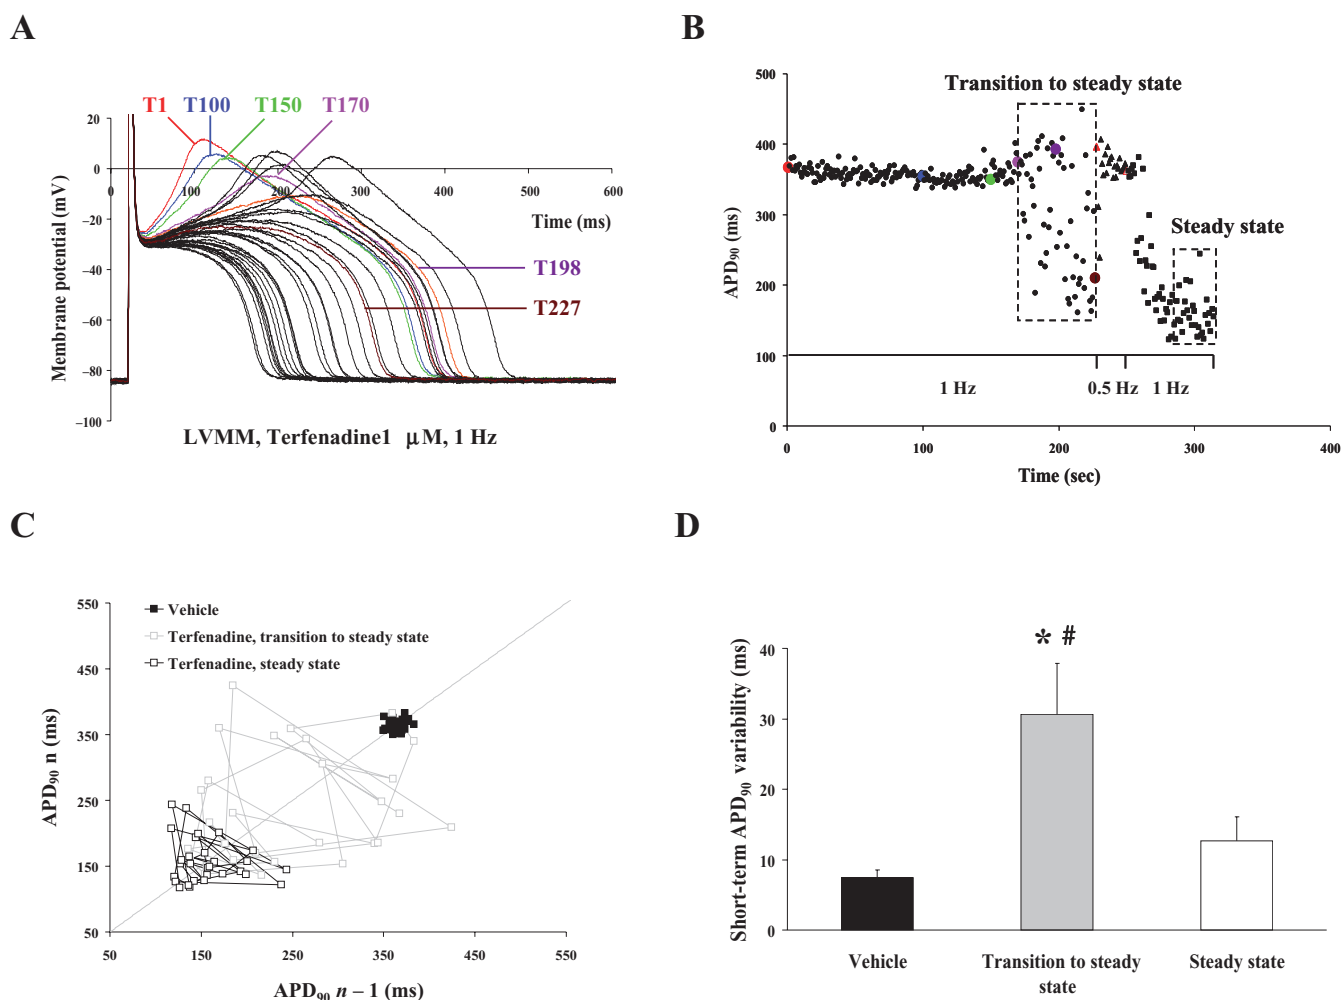 A
T1 T100 T150 T170
20
0
−20
−40
−60
−80
−100
0 100 200 300 400 500 600
Time (ms)
Membrane potential (mV)
T198
T227
LVMM, Terfenadine1 μM, 1 Hz
B
500
400
300
200
100
0
APD90 (ms)
Transition to steady state
Steady state
1 Hz 0.5 Hz 1 Hz
0 100 200 300 400
Time (sec)
C
550
450
350
250
150
50
APD90 n (ms)
Vehicle
Terfenadine, transition to steady state
Terfenadine, steady state
50 150 250 350 450 550
APD90 n – 1 (ms)
D
40
30
20
10
0
Short-term APD90 variability (ms)
* #
Vehicle Transition to steady Steady state
state